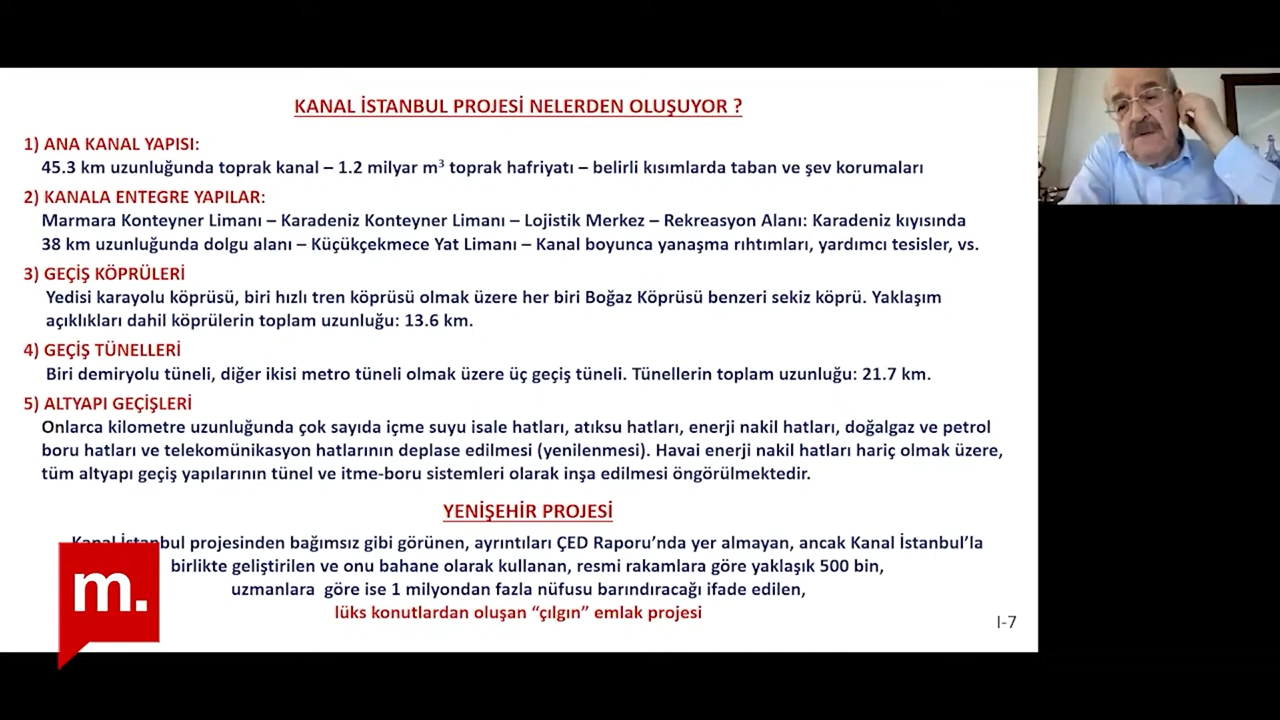 KANAL İSTANBUL PROJESİ NELERDEN OLUŞUYOR ?
1) ANA KANAL YAPISI:
45.3 km uzunluğunda toprak kanal – 1.2 milyar m³ toprak hafriyatı – belirli kısımlarda taban ve şev korumaları
2) KANALA ENTEGRE YAPILAR:
Marmara Konteyner Limanı – Karadeniz Konteyner Limanı – Lojistik Merkez – Rekreasyon Alanı: Karadeniz kıyısında
38 km uzunluğunda dolgu alanı – Küçükçekmece Yat Limanı – Kanal boyunca yanaşma rıhtımları, yardımcı tesisler, vs.
3) GEÇİŞ KÖPRÜLERİ
Yedisi karayolu köprüsü, biri hızlı tren köprüsü olmak üzere her biri Boğaz Köprüsü benzeri sekiz köprü. Yaklaşım
açıklıkları dahil köprülerin toplam uzunluğu: 13.6 km.
4) GEÇİŞ TÜNELLERİ
Biri demiryolu tüneli, diğer ikisi metro tüneli olmak üzere üç geçiş tüneli. Tünellerin toplam uzunluğu: 21.7 km.
5) ALTYAPI GEÇİŞLERİ
Onlarca kilometre uzunluğunda çok sayıda içme suyu isale hatları, atıksu hatları, enerji nakil hatları, doğalgaz ve petrol
boru hatları ve telekomünikasyon hatlarının deplase edilmesi (yenilenmesi). Havai enerji nakil hatları hariç olmak üzere,
tüm altyapı geçiş yapılarının tünel ve itme-boru sistemleri olarak inşa edilmesi öngörülmektedir.
YENİŞEHİR PROJESİ
Kanal İstanbul projesinden bağımsız gibi görünen, ayrıntıları ÇED Raporu’nda yer almayan, ancak Kanal İstanbul’la
birlikte geliştirilen ve onu bahane olarak kullanan, resmi rakamlara göre yaklaşık 500 bin,
uzmanlara göre ise 1 milyondan fazla nüfusu barındıracağı ifade edilen,
lüks konutlardan oluşan “çılgın” emlak projesi
I-7
m.